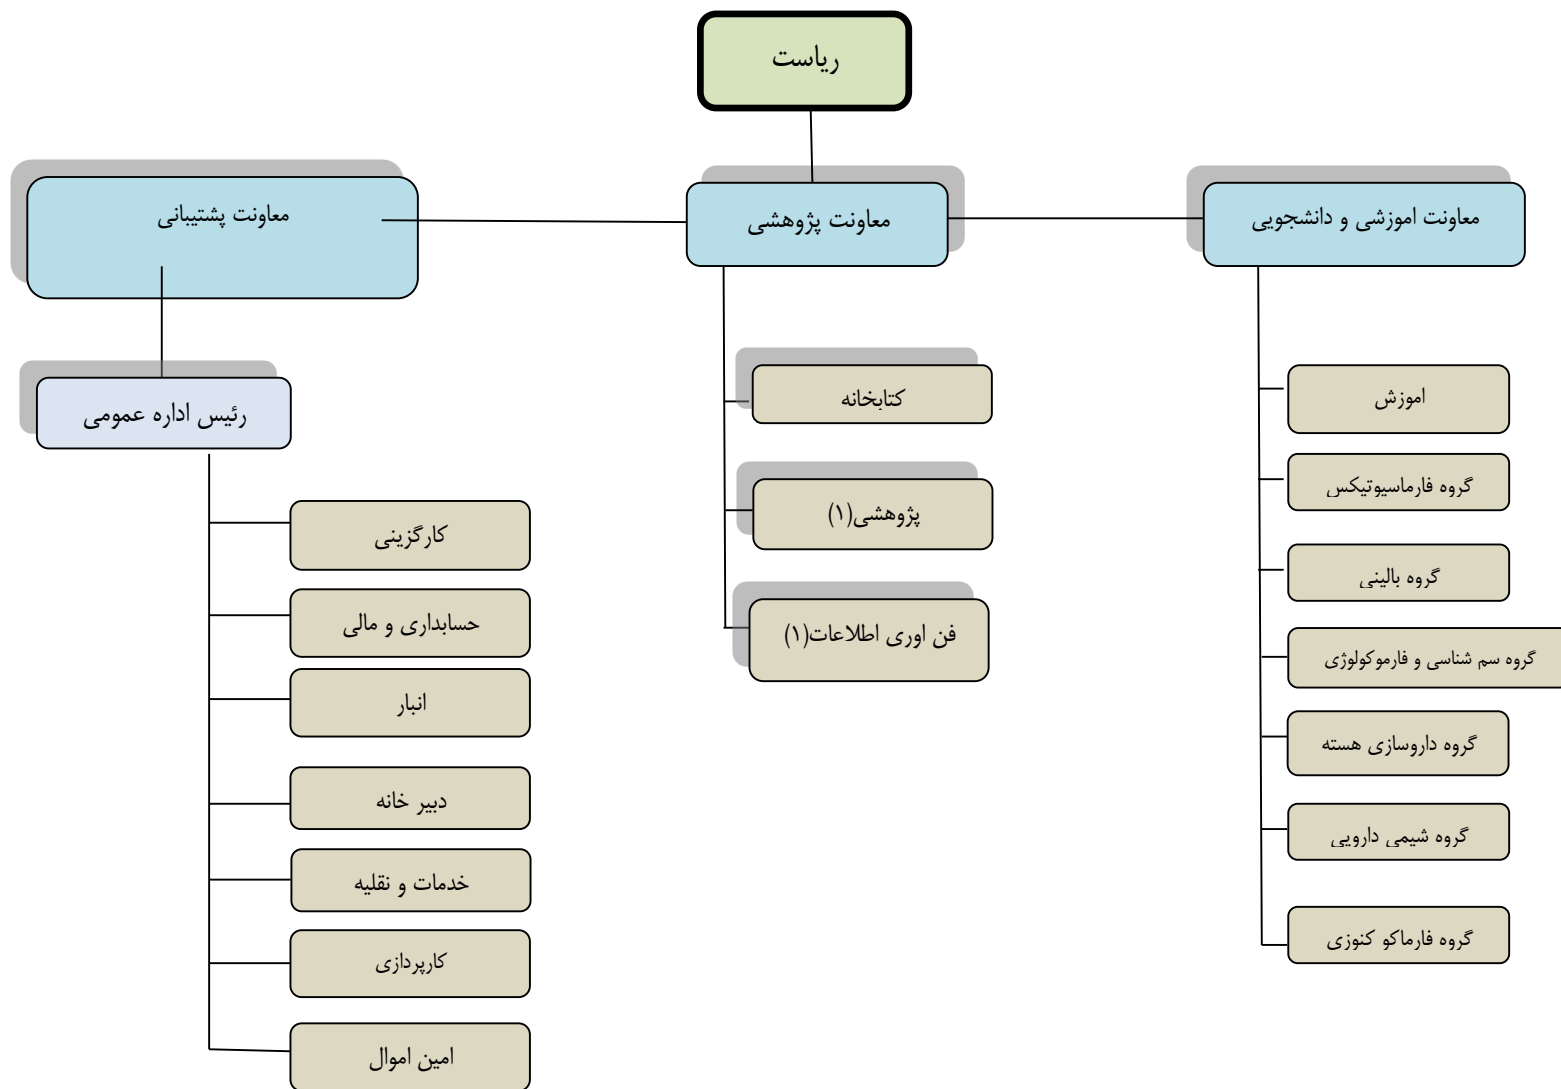 ریاست
معاونت اموزشی و دانشجویی
معاونت پژوهشی
معاونت پشتیبانی
اموزش
گروه فارماسیوتیکس
گروه بالینی
گروه سم شناسی و فارموکولوژی
گروه داروسازی هسته
گروه شیمی دارویی
گروه فارماکو کنوزی
کتابخانه
پژوهشی(۱)
فن اوری اطلاعات(۱)
رئیس اداره عمومی
کارگزینی
حسابداری و مالی
انبار
دبیر خانه
خدمات و نقلیه
کارپردازی
امین اموال